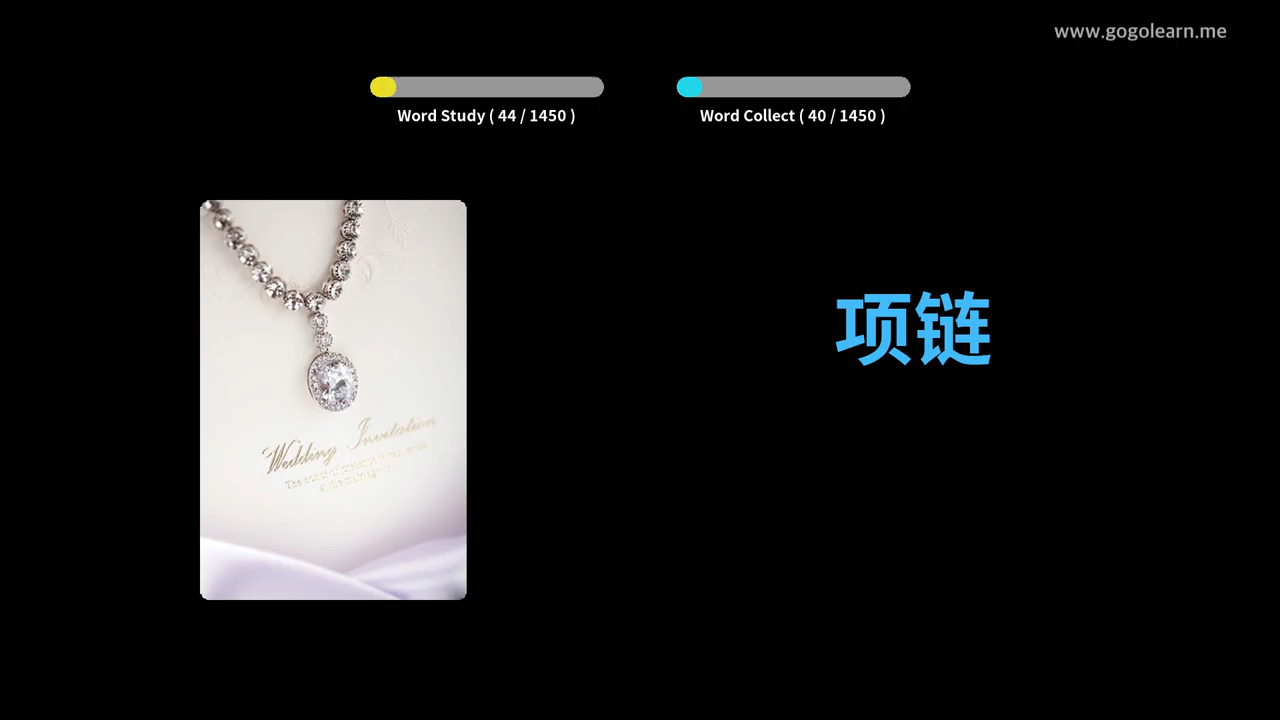 www.gogolearn.me
Word Study ( 44 / 1450 )
Word Collect ( 40 / 1450 )
项链
Wedding Invitation